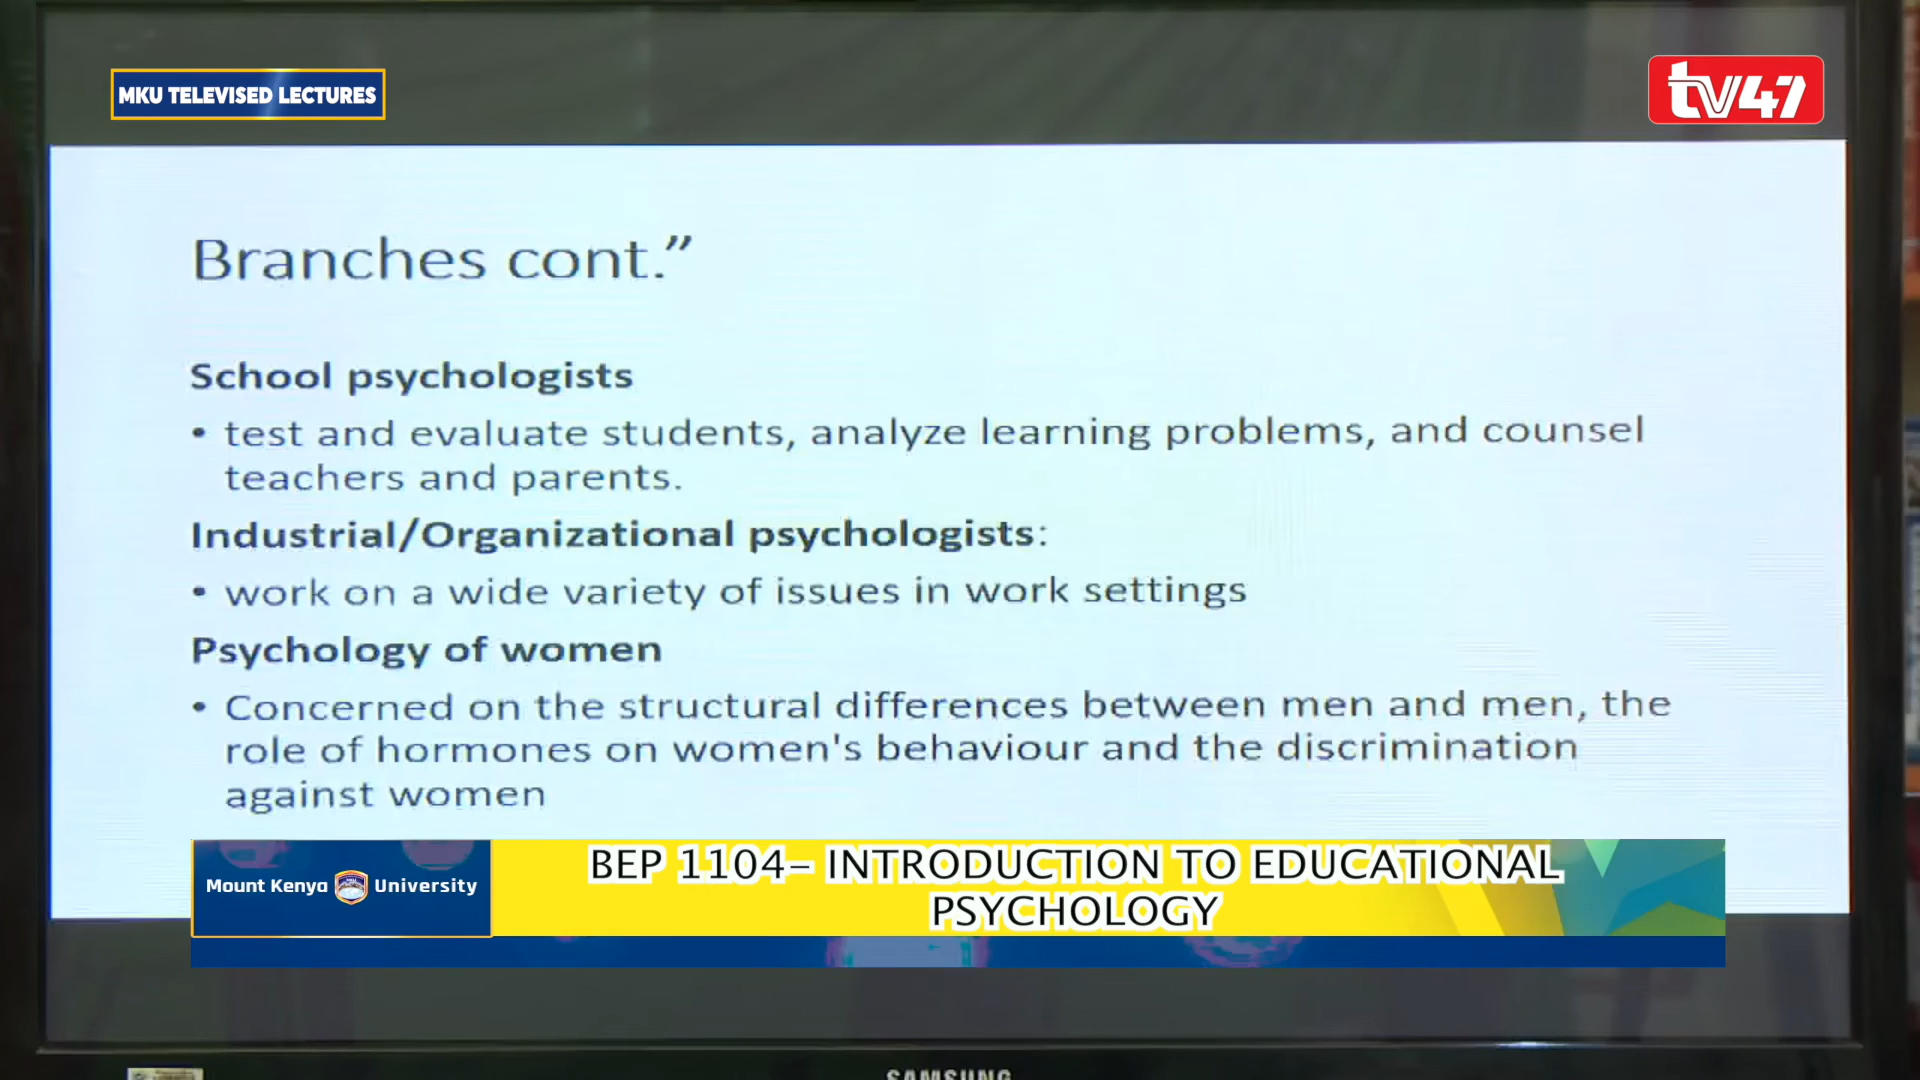 MKU TELEVISED LECTURES
tv47
Branches cont.”
School psychologists
• test and evaluate students, analyze learning problems, and counsel
teachers and parents.
Industrial/Organizational psychologists:
• work on a wide variety of issues in work settings
Psychology of women
• Concerned on the structural differences between men and men, the
role of hormones on women's behaviour and the discrimination
against women
Mount Kenya University
BEP 1104– INTRODUCTION TO EDUCATIONAL
PSYCHOLOGY
SAMSUNG